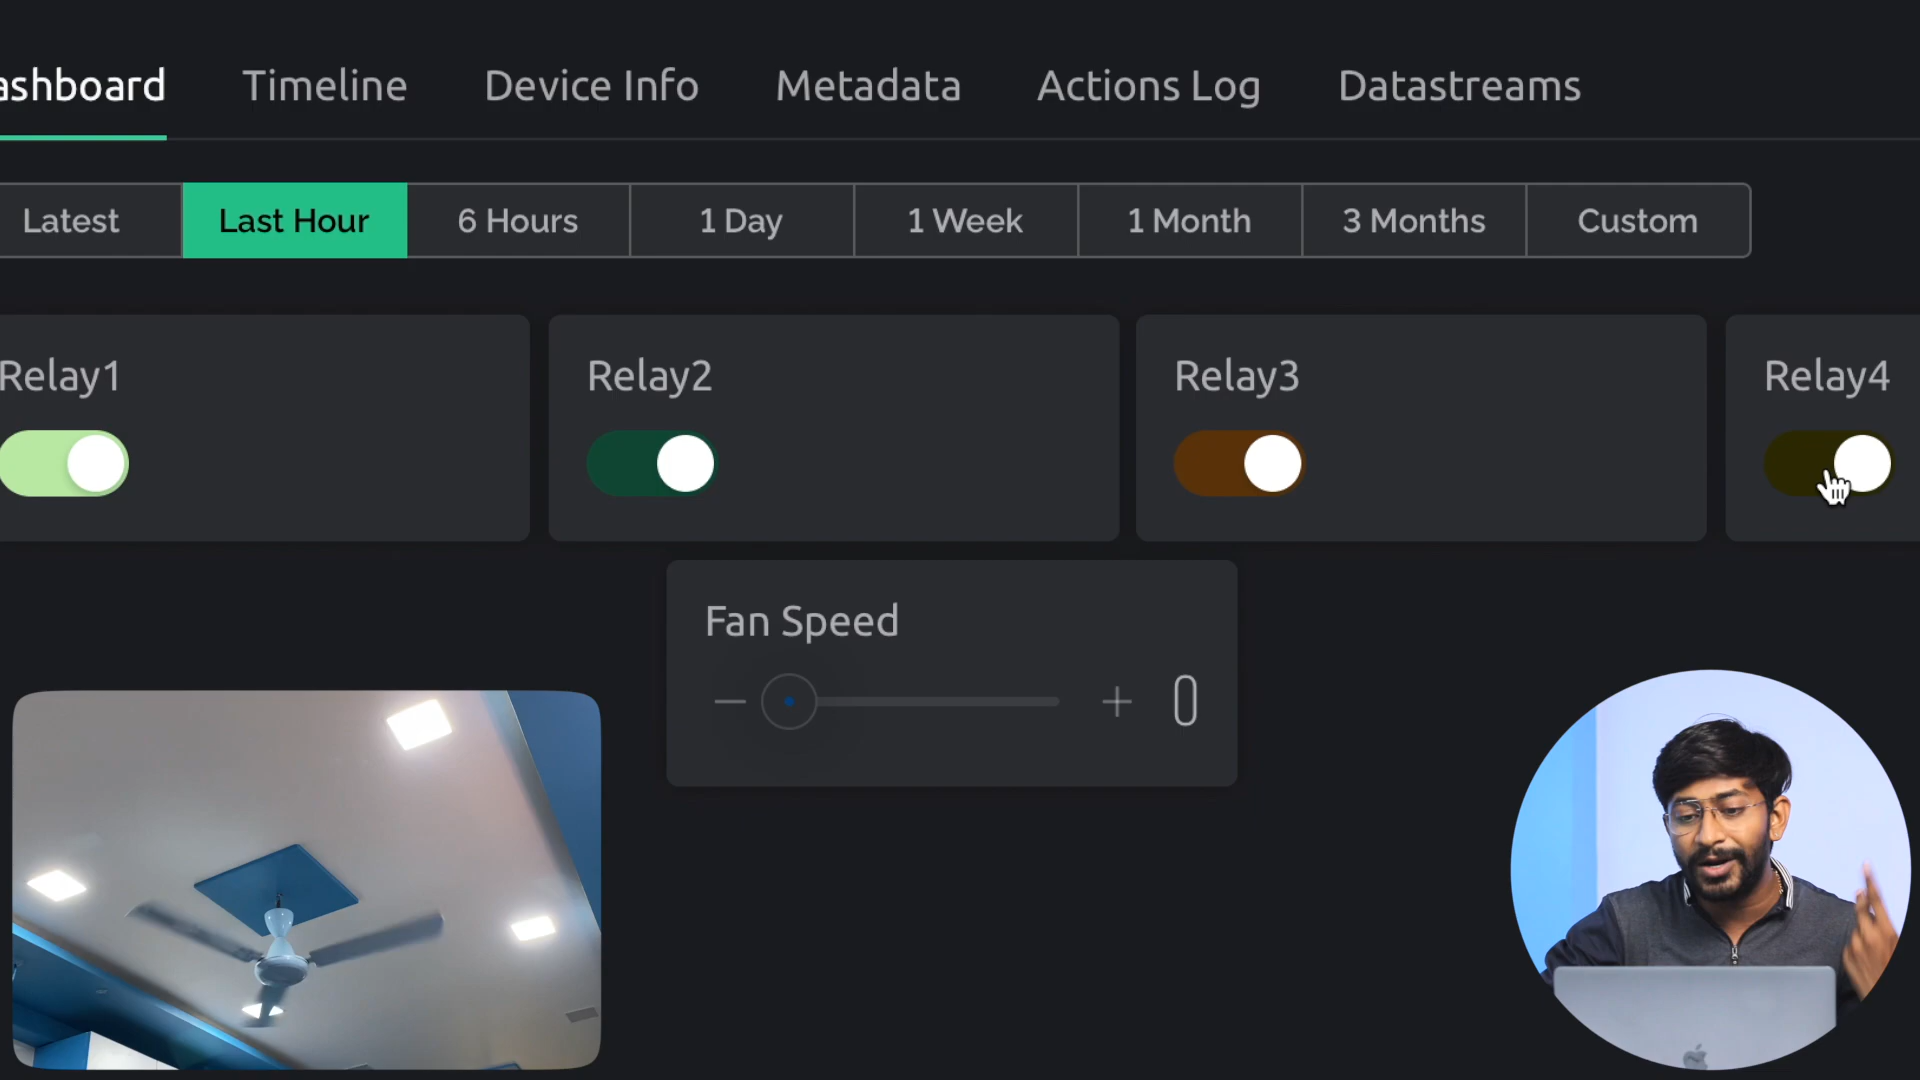 ashboard Timeline Device Info Metadata Actions Log Datastreams
Latest Last Hour 6 Hours 1 Day 1 Week 1 Month 3 Months Custom
Relay1 Relay2 Relay3 Relay4
Fan Speed
0